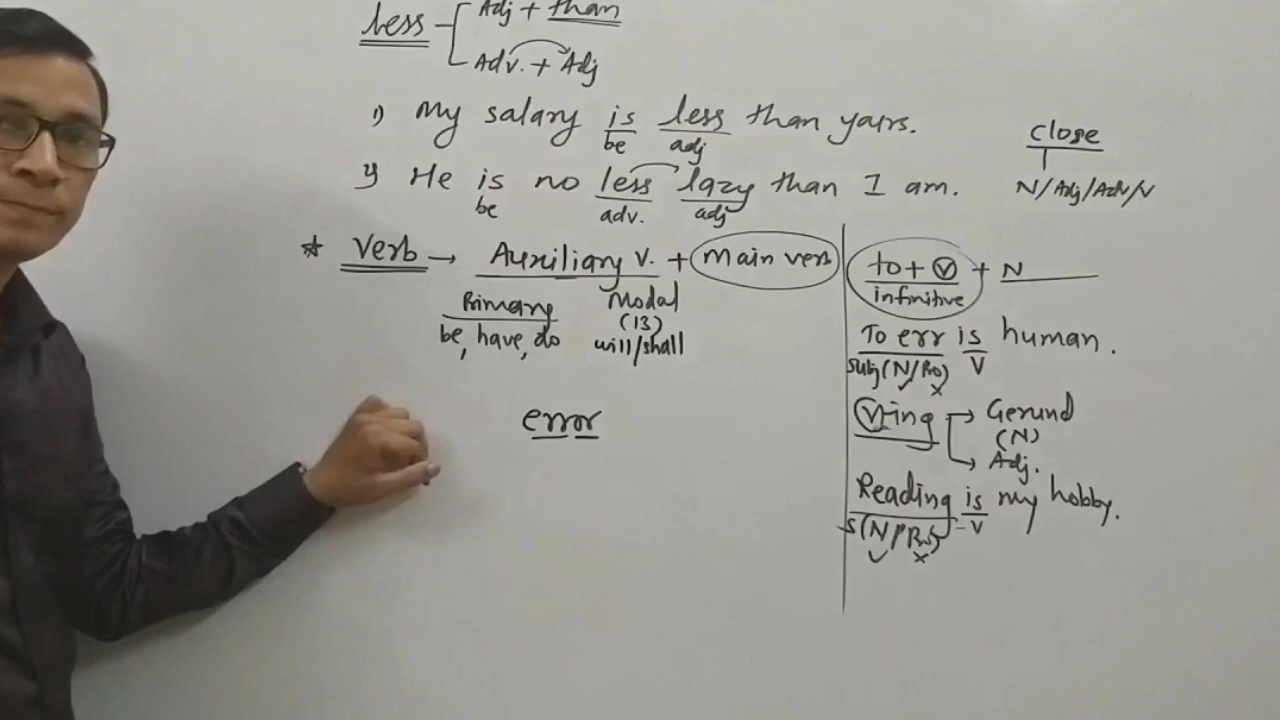 less
Adj + than
Adv. + Adj
1) My salary is less than yours.
be adj
2) He is no less lazy than I am.
be adv. adj
close
N/Adj/Adv/V
* Verb → Auxiliary V. + main verb
Primary Modal
(13)
be, have, do will/shall
error
to + V + N
infinitive
To err is human.
Subj (N/Pro) V
✓ ×
V-ing → Gerund
(N)
→ Adj.
Reading is my hobby.
S (N/Pro) V
✓ ×